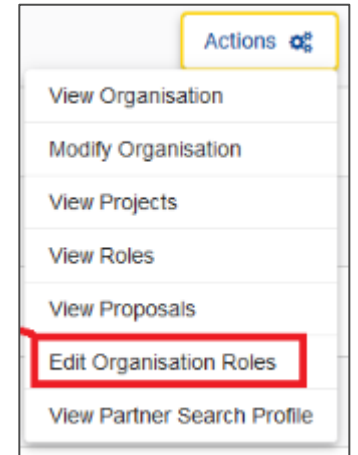 Actions
View Organisation
Modify Organisation
View Projects
View Roles
View Proposals
Edit Organisation Roles
View Partner Search Profile